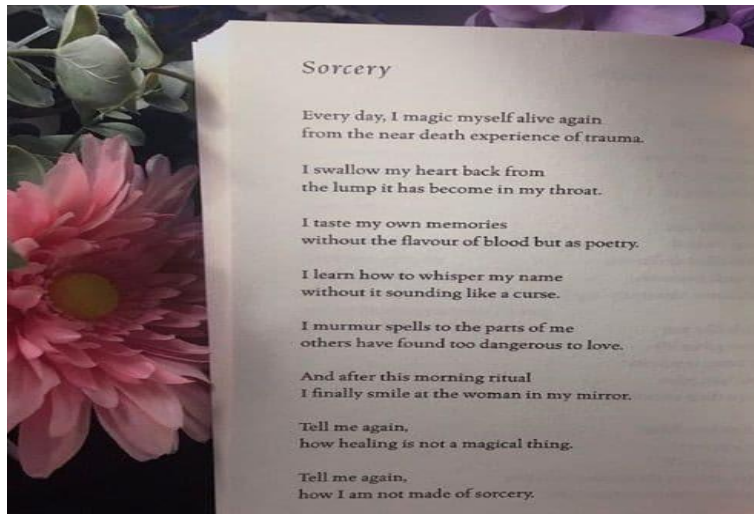 Sorcery
Every day, I magic myself alive again
from the near death experience of trauma.
I swallow my heart back from
the lump it has become in my throat.
I taste my own memories
without the flavour of blood but as poetry.
I learn how to whisper my name
without it sounding like a curse.
I murmur spells to the parts of me
others have found too dangerous to love.
And after this morning ritual
I finally smile at the woman in my mirror.
Tell me again,
how healing is not a magical thing.
Tell me again,
how I am not made of sorcery.